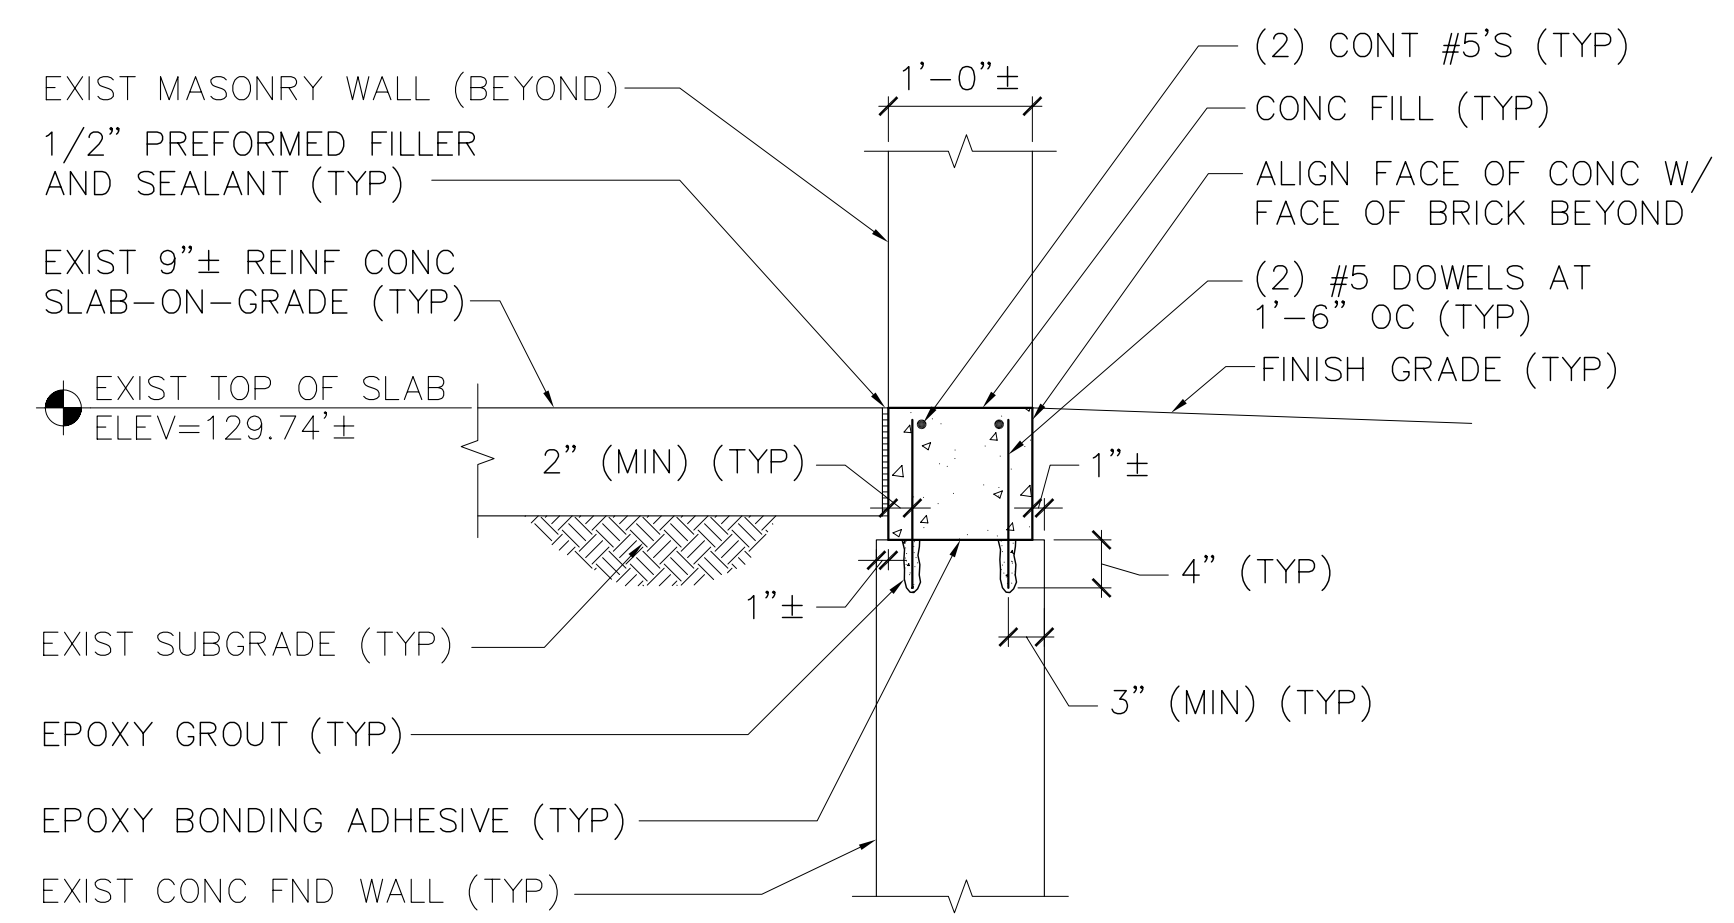 EXIST MASONRY WALL (BEYOND)
1/2" PREFORMED FILLER
AND SEALANT (TYP)
EXIST 9"± REINF CONC
SLAB-ON-GRADE (TYP)
EXIST TOP OF SLAB
ELEV=129.74'±
2" (MIN) (TYP)
1"±
EXIST SUBGRADE (TYP)
EPOXY GROUT (TYP)
EPOXY BONDING ADHESIVE (TYP)
EXIST CONC FND WALL (TYP)
1'-0"±
(2) CONT #5'S (TYP)
CONC FILL (TYP)
ALIGN FACE OF CONC W/
FACE OF BRICK BEYOND
(2) #5 DOWELS AT
1'-6" OC (TYP)
FINISH GRADE (TYP)
1"±
4" (TYP)
3" (MIN) (TYP)